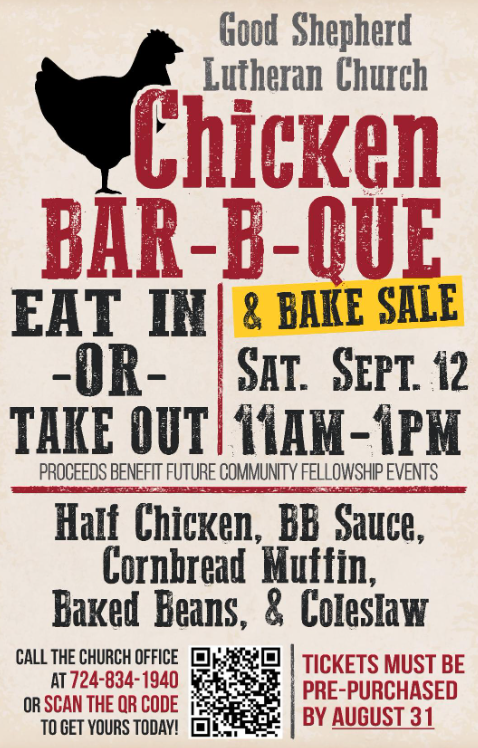 Good Shepherd
Lutheran Church
Chicken
BAR-B-QUE
EAT IN
-OR-
TAKE OUT
& BAKE SALE
SAT. SEPT. 12
11AM-1PM
PROCEEDS BENEFIT FUTURE COMMUNITY FELLOWSHIP EVENTS
Half Chicken, BB Sauce,
Cornbread Muffin,
Baked Beans, & Coleslaw
CALL THE CHURCH OFFICE
AT 724-834-1940
OR SCAN THE QR CODE
TO GET YOURS TODAY!
TICKETS MUST BE
PRE-PURCHASED
BY AUGUST 31